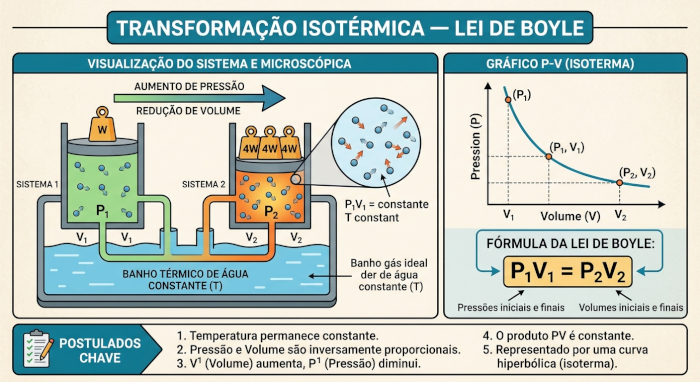 TRANSFORMAÇÃO ISOTÉRMICA — LEI DE BOYLE
VISUALIZAÇÃO DO SISTEMA E MICROSCÓPICA
AUMENTO DE PRESSÃO
REDUÇÃO DE VOLUME
W
4W 4W 4W
SISTEMA 1
SISTEMA 2
P₁
P₂
V₁ V₁
V₂ V₂
P₁V₁ = constante
T constant
BANHO TÉRMICO DE ÁGUA
CONSTANTE (T)
Banho gás ideal
der de água
constante (T)
GRÁFICO P-V (ISOTERMA)
Pression (P)
(P₁)
(P₁, V₁)
(P₂, V₂)
V₁
Volume (V)
V₂
FÓRMULA DA LEI DE BOYLE:
P₁V₁ = P₂V₂
Pressões iniciais e finais
Volumes iniciais e finais
POSTULADOS
CHAVE
1. Temperatura permanece constante.
2. Pressão e Volume são inversamente proporcionais.
3. V¹ (Volume) aumenta, P¹ (Pressão) diminui.
4. O produto PV é constante.
5. Representado por uma curva
hiperbólica (isoterma).